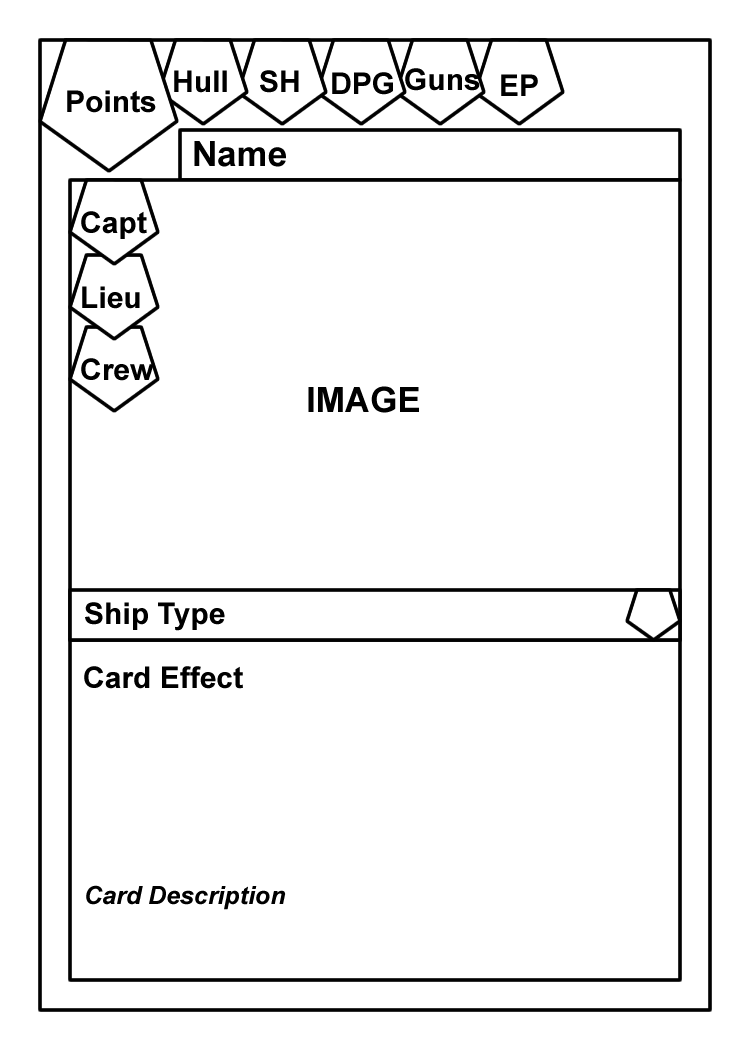 Points
Hull
SH
DPG
Guns
EP
Name
Capt
Lieu
Crew
IMAGE
Ship Type
Card Effect
Card Description